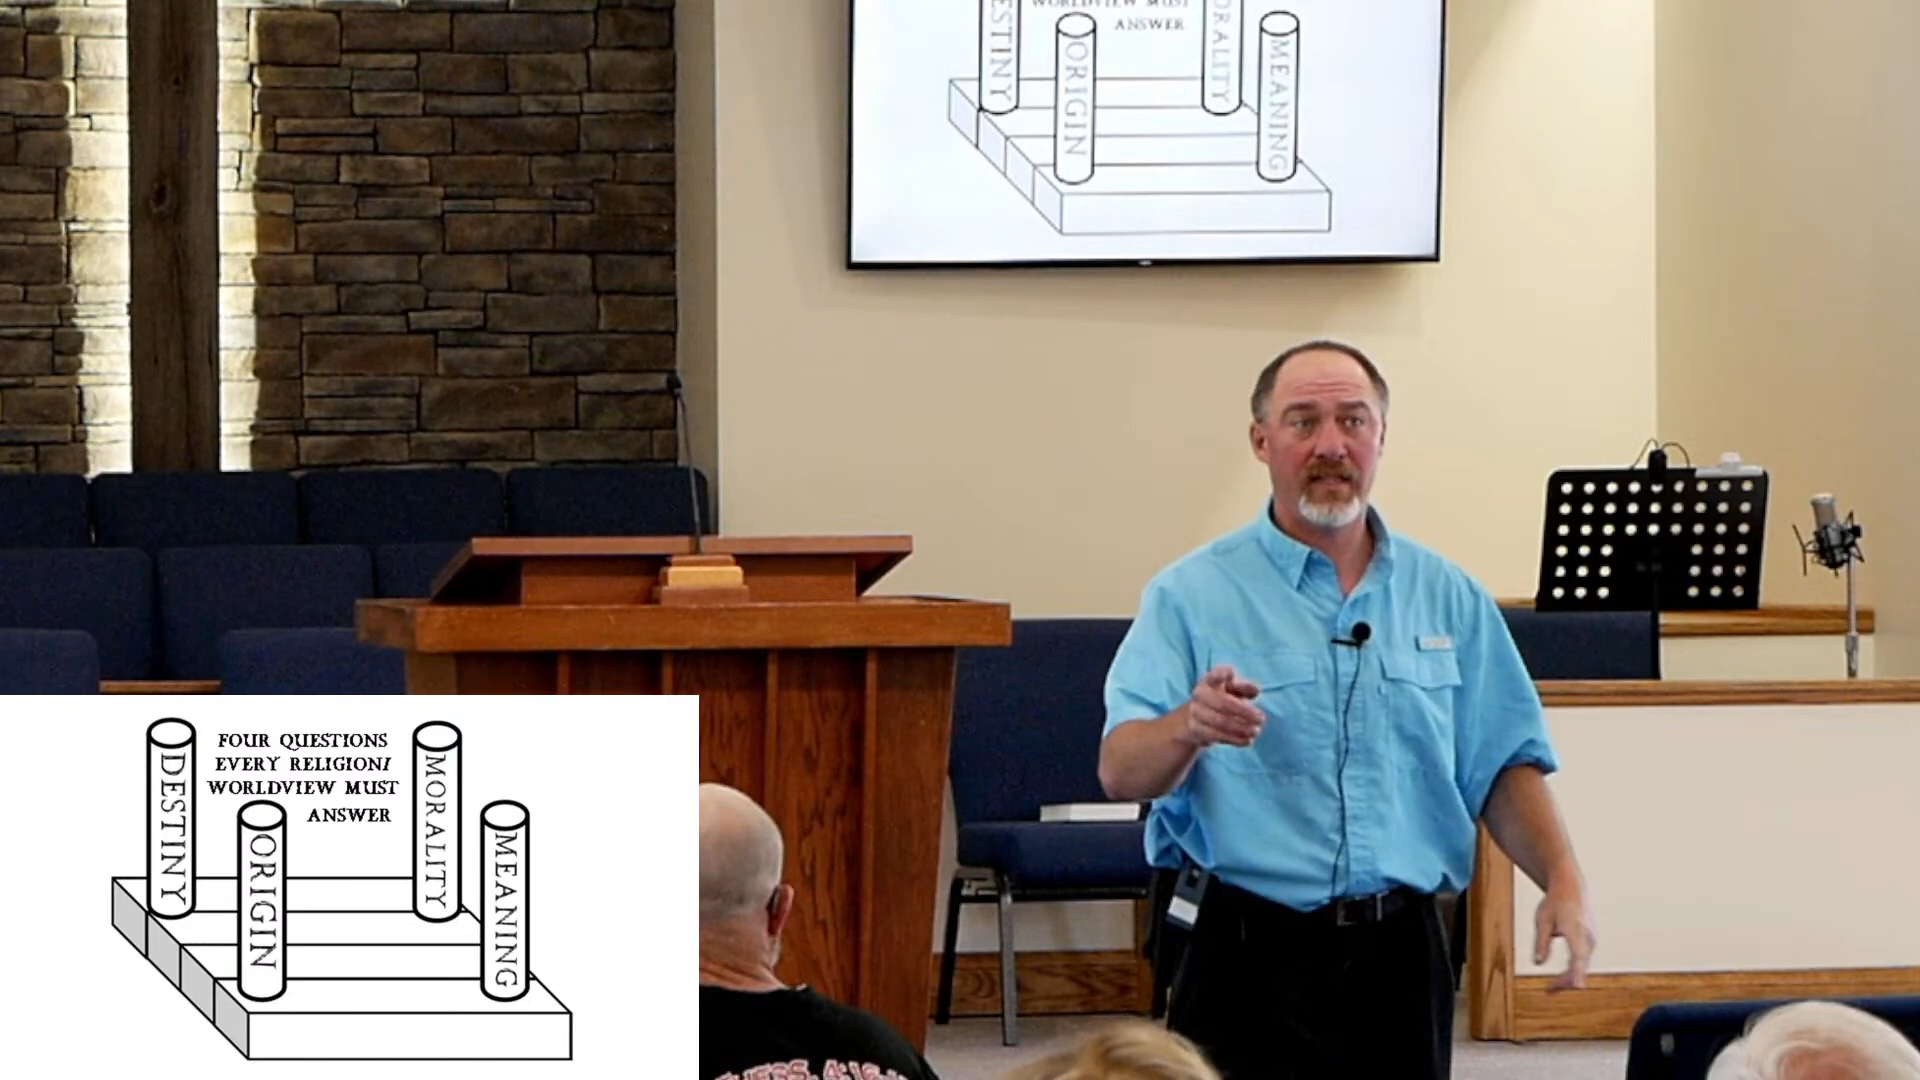 WORLDVIEW MUST
ANSWER
ESTINY
ORIGIN
ORALITY
MEANING
FOUR QUESTIONS
EVERY RELIGION/
WORLDVIEW MUST
ANSWER
DESTINY
ORIGIN
MORALITY
MEANING